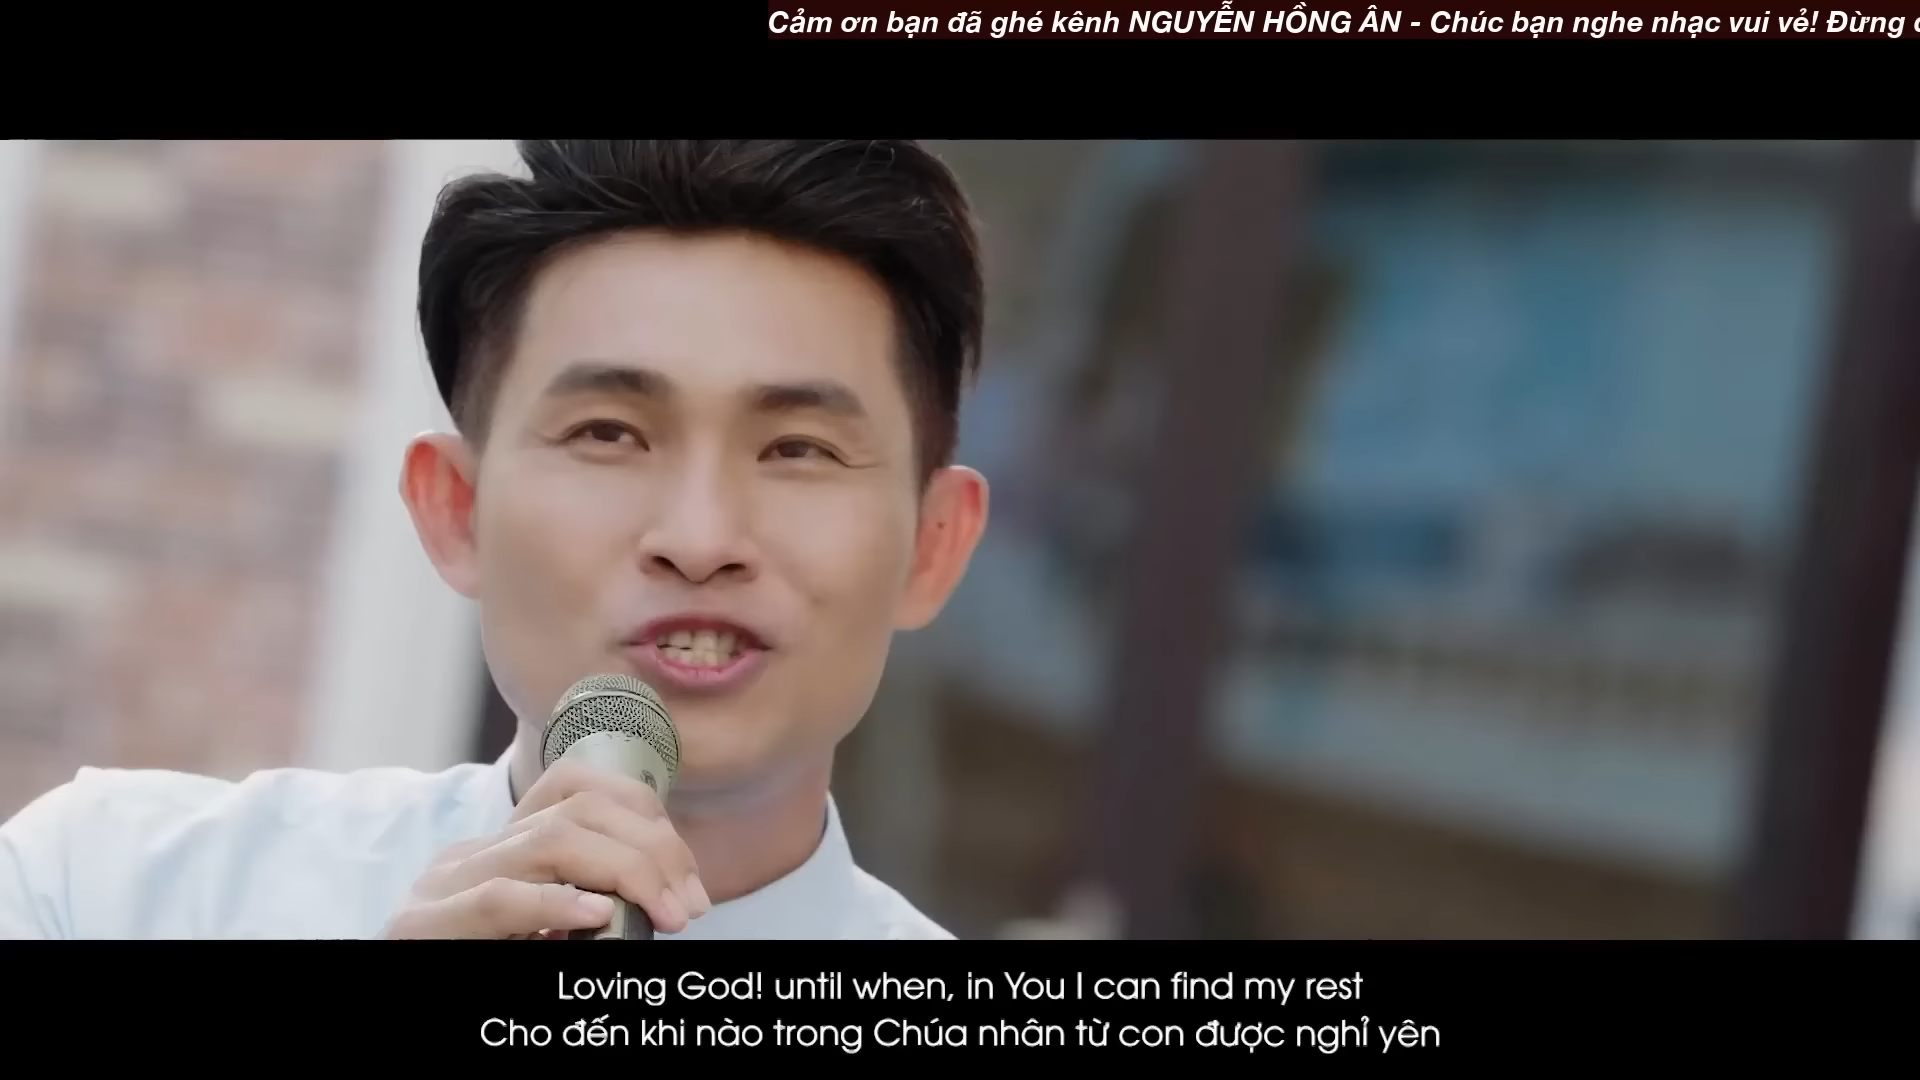 Cảm ơn bạn đã ghé kênh NGUYỄN HỒNG ÂN - Chúc bạn nghe nhạc vui vẻ! Đừng
Loving God! until when, in You I can find my rest
Cho đến khi nào trong Chúa nhân từ con được nghỉ yên